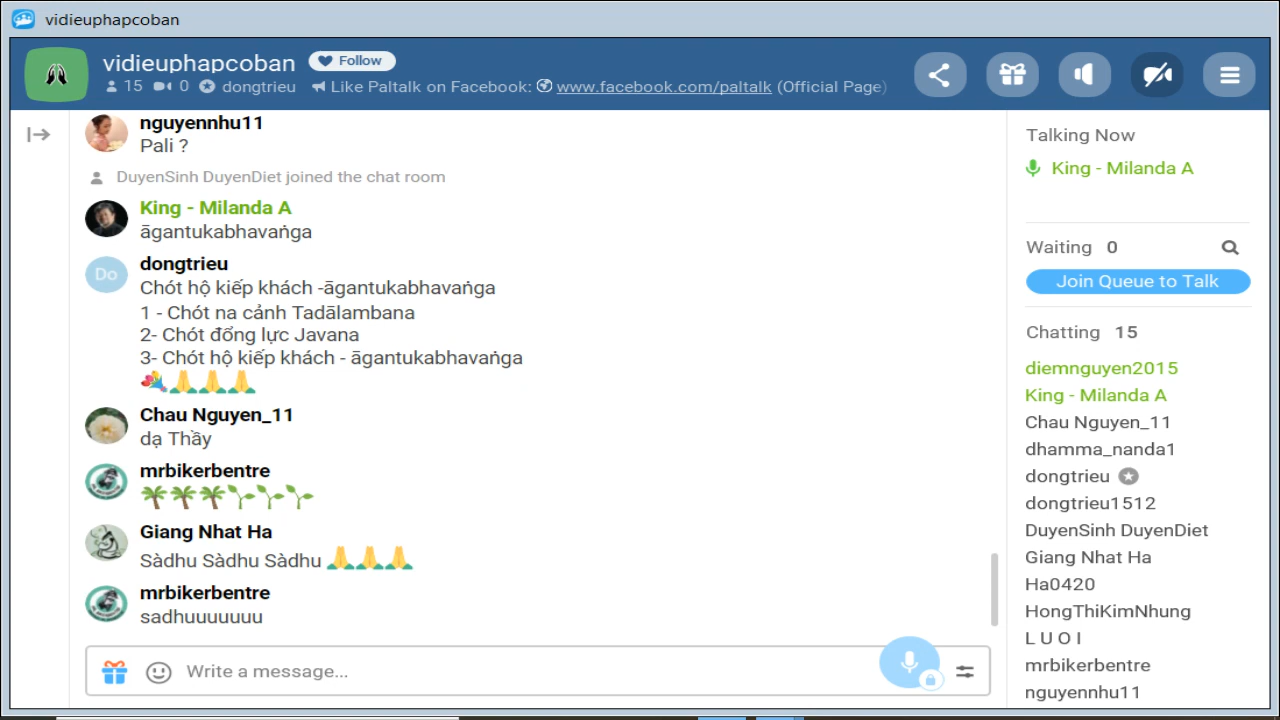 vidieuphapcoban
vidieuphapcoban Follow
15 0 dongtrieu Like Paltalk on Facebook: www.facebook.com/paltalk (Official Page)
nguyennhu11
Pali ?
DuyenSinh DuyenDiet joined the chat room
King - Milanda A
āgantukabhavaṅga
Do
dongtrieu
Chót hộ kiếp khách -āgantukabhavaṅga
1 - Chót na cảnh Tadālambana
2- Chót đổng lực Javana
3- Chót hộ kiếp khách - āgantukabhavaṅga
Chau Nguyen_11
dạ Thầy
mrbikerbentre
Giang Nhat Ha
Sàdhu Sàdhu Sàdhu
mrbikerbentre
sadhuuuuuuu
Write a message...
Talking Now
King - Milanda A
Waiting 0
Join Queue to Talk
Chatting 15
diemnguyen2015
King - Milanda A
Chau Nguyen_11
dhamma_nanda1
dongtrieu
dongtrieu1512
DuyenSinh DuyenDiet
Giang Nhat Ha
Ha0420
HongThiKimNhung
L U O I
mrbikerbentre
nguyennhu11